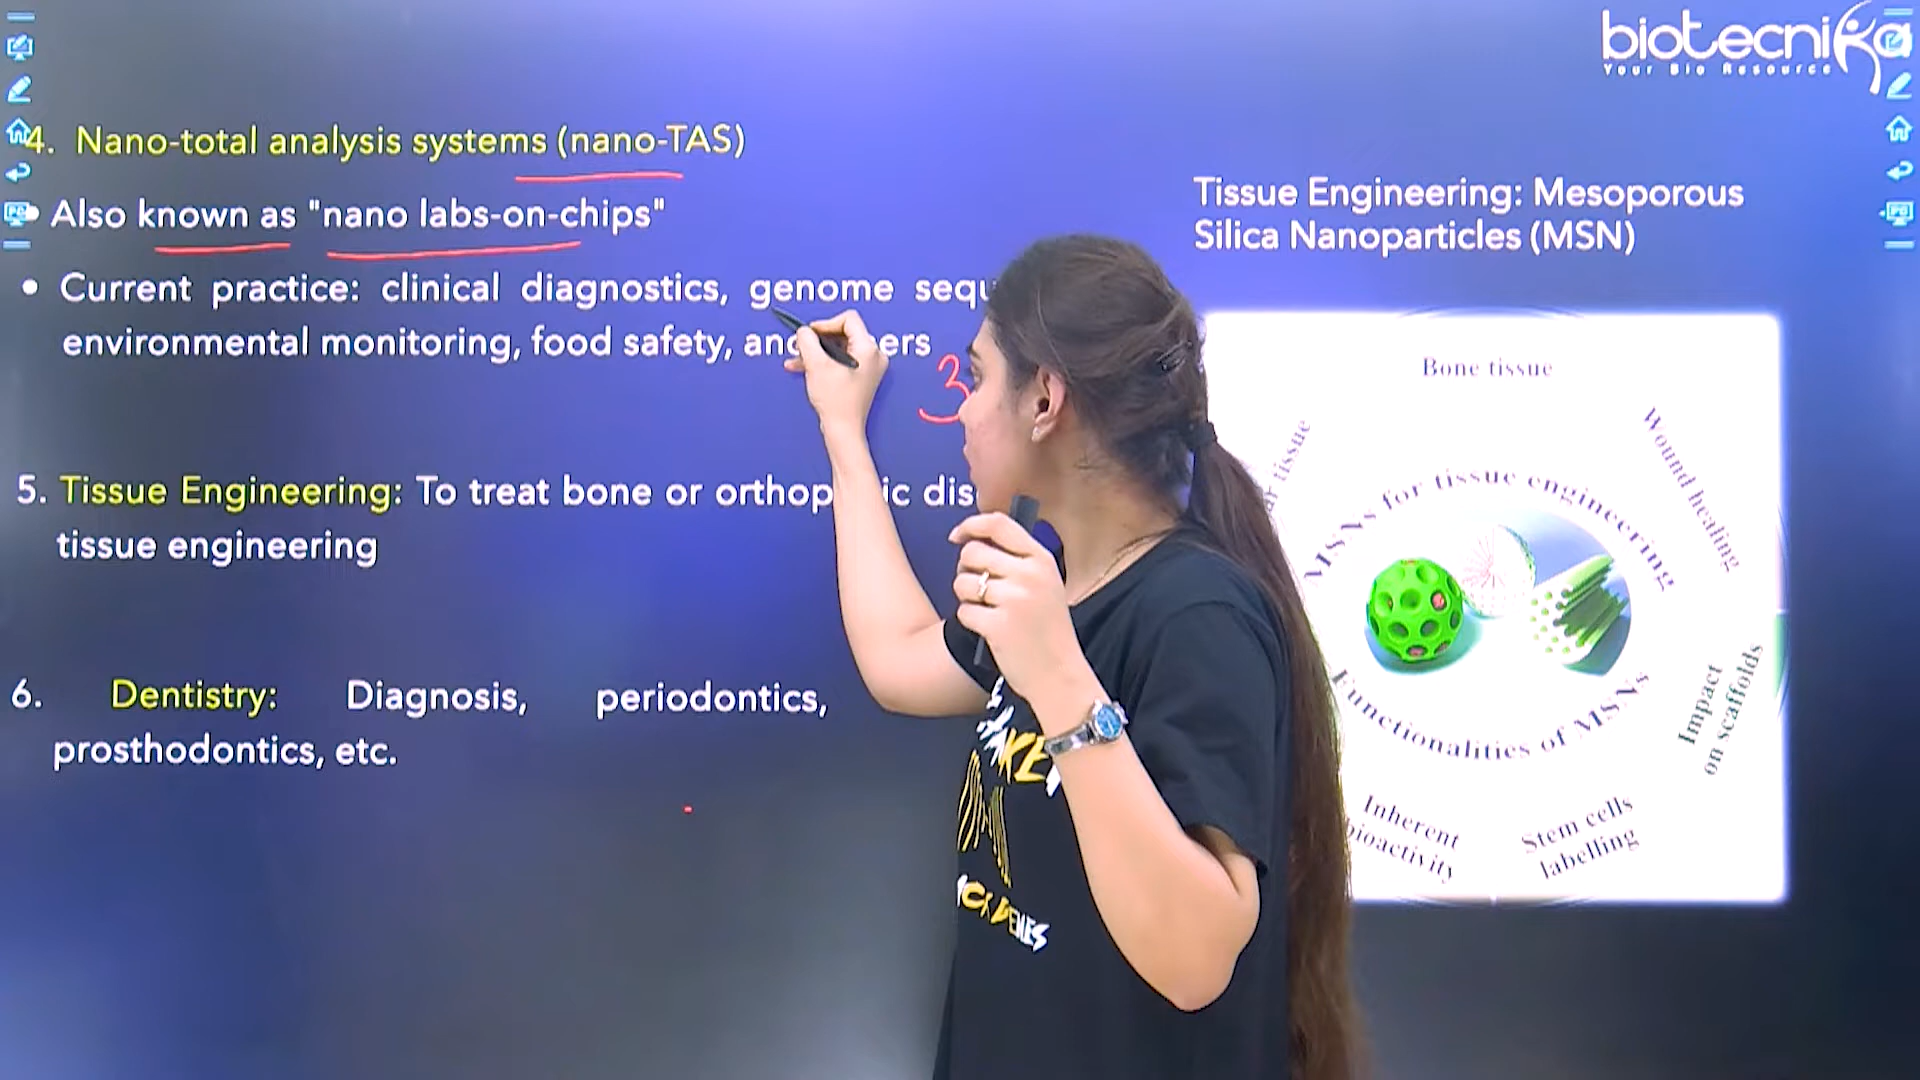 biotecnika
Your Bio Resource
4. Nano-total analysis systems (nano-TAS)
Also known as "nano labs-on-chips"
• Current practice: clinical diagnostics, genome
environmental monitoring, food safety,
3
5. Tissue Engineering: To treat bone or
tissue engineering
6. Dentistry: Diagnosis, periodontics,
prosthodontics, etc.
Tissue Engineering: Mesoporous
Silica Nanoparticles (MSN)
Bone tissue
tissue
Wound healing
MSNs for tissue engineering
Functionalities of MSNs
Impact
on scaffolds
Inherent
bioactivity
Stem cells
labelling